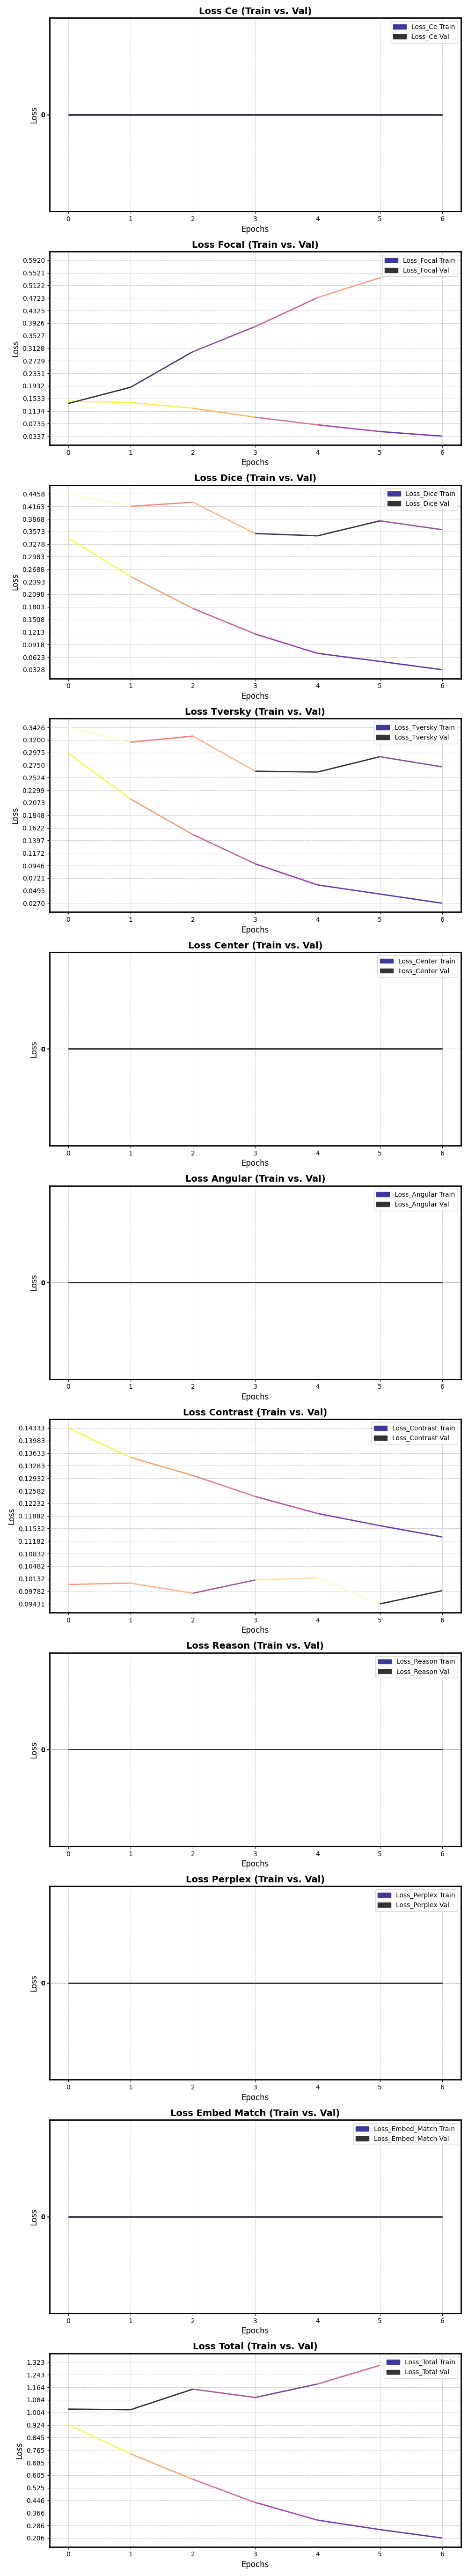 Loss Ce (Train vs. Val)
Loss_Ce Train
Loss_Ce Val
Loss
0
0 1 2 3 4 5 6
Epochs
Loss Focal (Train vs. Val)
Loss_Focal Train
Loss_Focal Val
Loss
0.5920
0.5521
0.5122
0.4723
0.4325
0.3926
0.3527
0.3128
0.2729
0.2331
0.1932
0.1533
0.1134
0.0735
0.0337
0 1 2 3 4 5 6
Epochs
Loss Dice (Train vs. Val)
Loss_Dice Train
Loss_Dice Val
Loss
0.4458
0.4163
0.3868
0.3573
0.3278
0.2983
0.2688
0.2393
0.2098
0.1803
0.1508
0.1213
0.0918
0.0623
0.0328
0 1 2 3 4 5 6
Epochs
Loss Tversky (Train vs. Val)
Loss_Tversky Train
Loss_Tversky Val
Loss
0.3426
0.3200
0.2975
0.2750
0.2524
0.2299
0.2073
0.1848
0.1622
0.1397
0.1172
0.0946
0.0721
0.0495
0.0270
0 1 2 3 4 5 6
Epochs
Loss Center (Train vs. Val)
Loss_Center Train
Loss_Center Val
Loss
0
0 1 2 3 4 5 6
Epochs
Loss Angular (Train vs. Val)
Loss_Angular Train
Loss_Angular Val
Loss
0
0 1 2 3 4 5 6
Epochs
Loss Contrast (Train vs. Val)
Loss_Contrast Train
Loss_Contrast Val
Loss
0.14333
0.13983
0.13633
0.13283
0.12932
0.12582
0.12232
0.11882
0.11532
0.11182
0.10832
0.10482
0.10132
0.09782
0.09431
0 1 2 3 4 5 6
Epochs
Loss Reason (Train vs. Val)
Loss_Reason Train
Loss_Reason Val
Loss
0
0 1 2 3 4 5 6
Epochs
Loss Perplex (Train vs. Val)
Loss_Perplex Train
Loss_Perplex Val
Loss
0
0 1 2 3 4 5 6
Epochs
Loss Embed Match (Train vs. Val)
Loss_Embed_Match Train
Loss_Embed_Match Val
Loss
0
0 1 2 3 4 5 6
Epochs
Loss Total (Train vs. Val)
Loss_Total Train
Loss_Total Val
Loss
1.323
1.243
1.164
1.084
1.004
0.924
0.845
0.765
0.685
0.605
0.525
0.446
0.366
0.286
0.206
0 1 2 3 4 5 6
Epochs